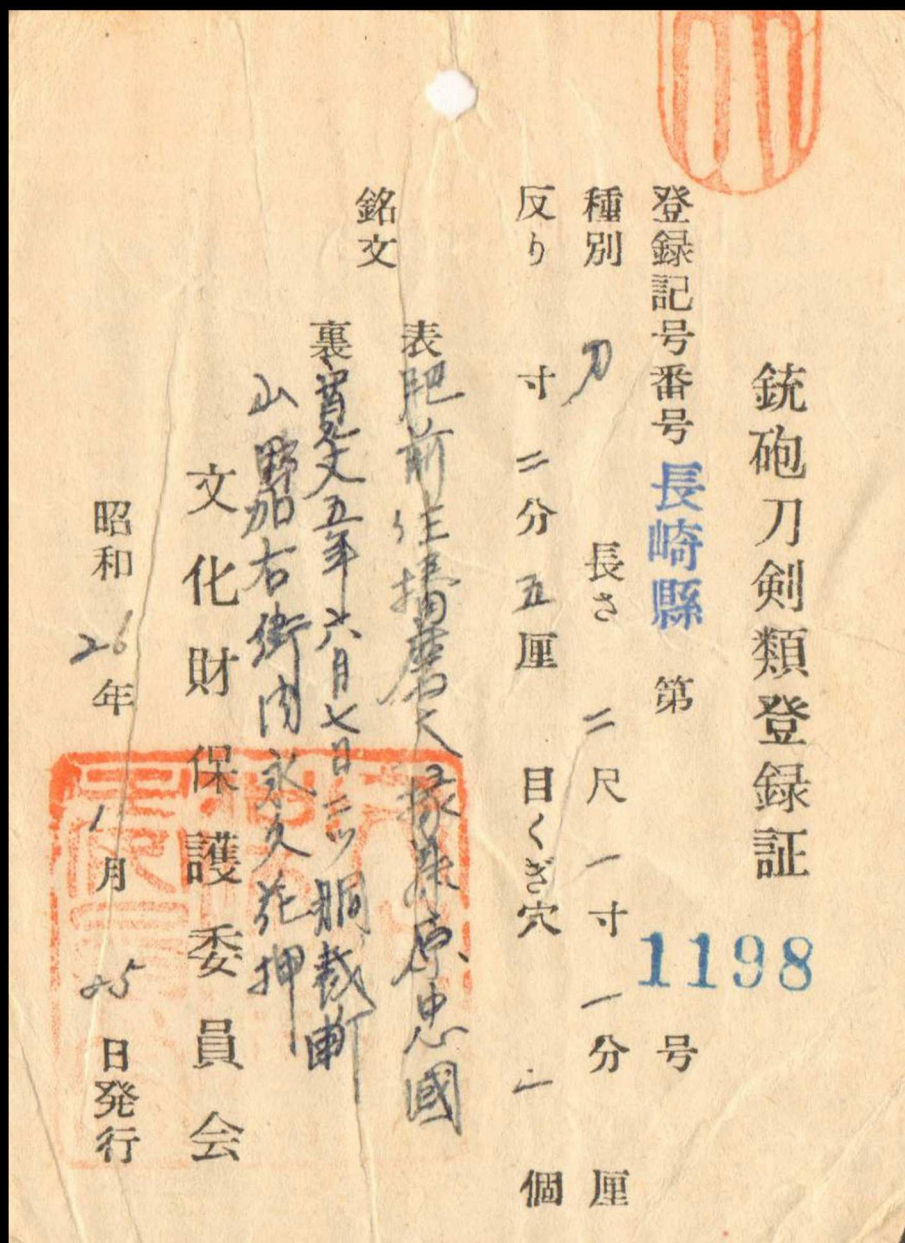 銃砲刀剣類登録証
登録記号番号 長崎縣 第 1198 号
種別 刀 長さ 二尺 一寸 一分 厘
反り 寸 二分 五厘 目くぎ穴 二 個
銘文
表 肥前住播磨大掾藤原忠國
裏 寛文五年六月七日二ツ胴截断
山野加右衛門永久花押
文化財保護委員会
昭和 26年 1月 25日発行